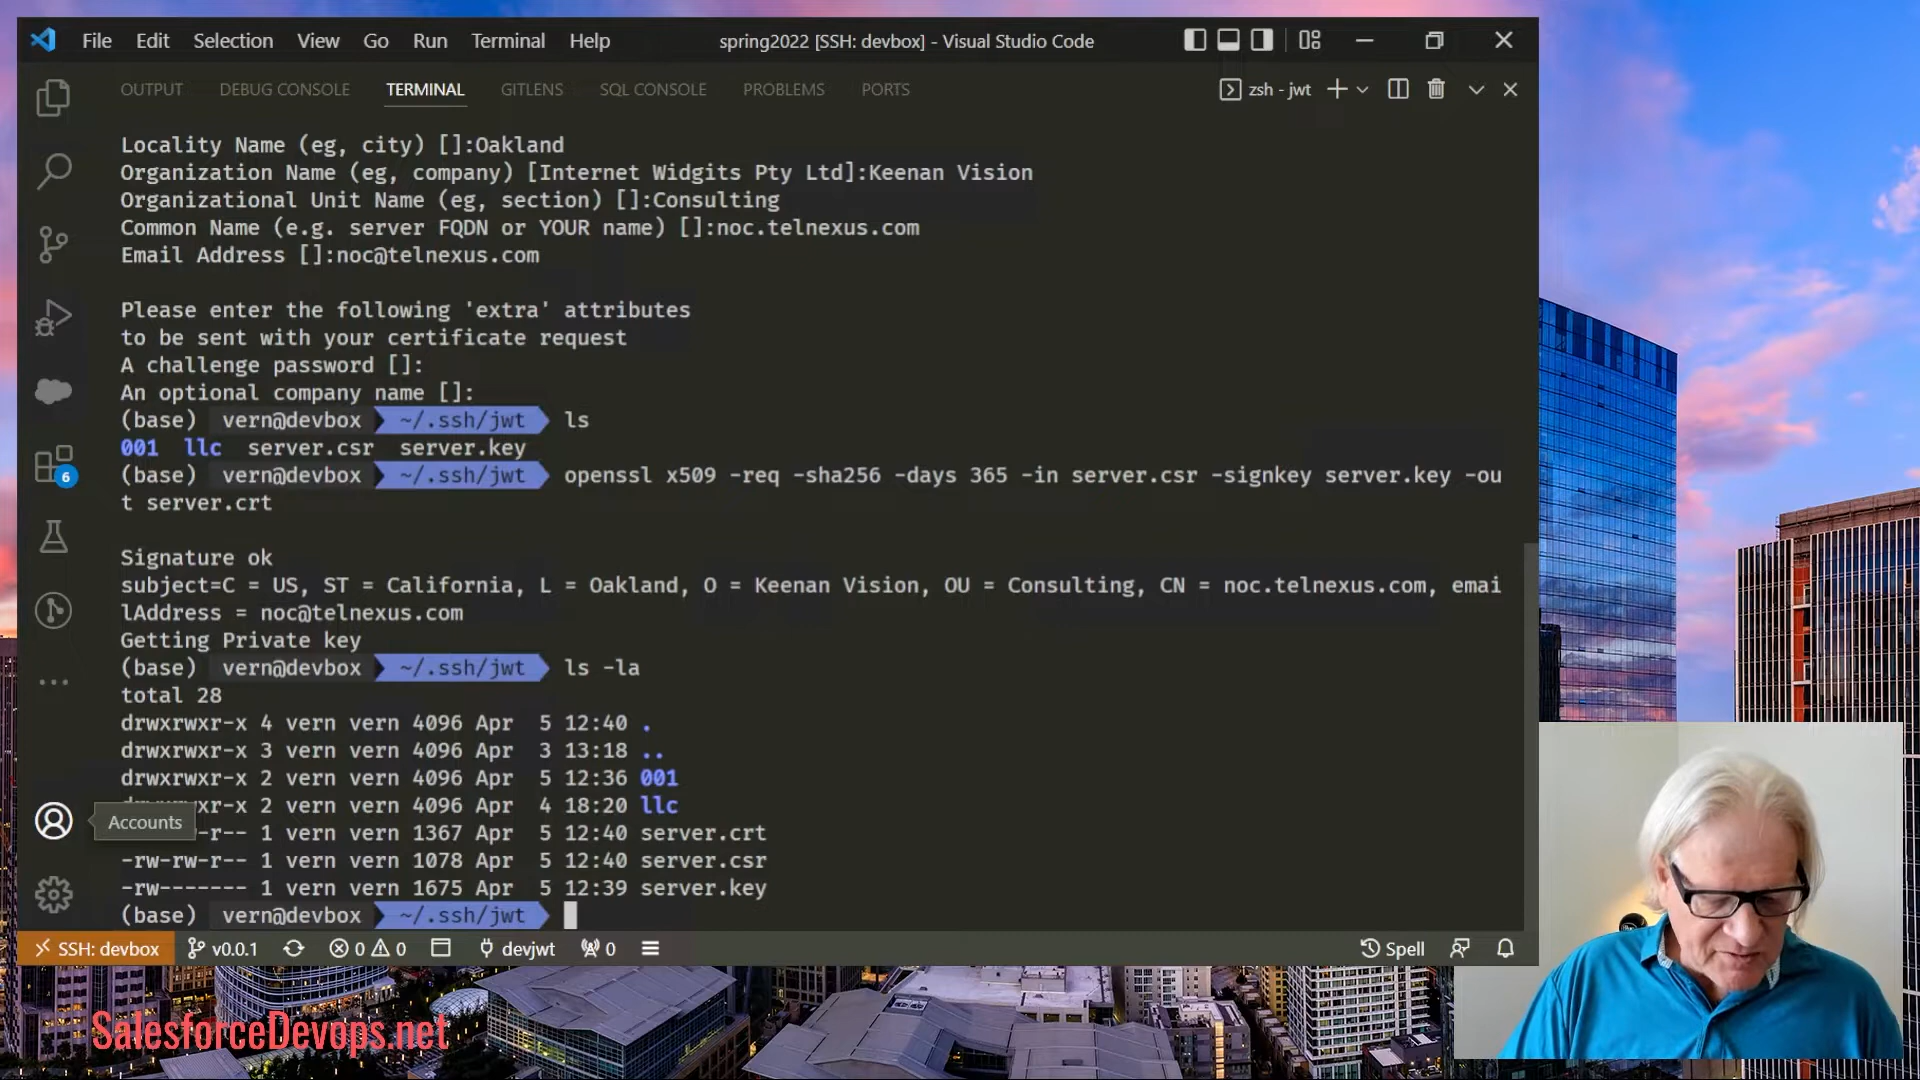 File Edit Selection View Go Run Terminal Help spring2022 [SSH: devbox] - Visual Studio Code
OUTPUT DEBUG CONSOLE TERMINAL GITLENS SQL CONSOLE PROBLEMS PORTS zsh - jwt
Locality Name (eg, city) []:Oakland
Organization Name (eg, company) [Internet Widgits Pty Ltd]:Keenan Vision
Organizational Unit Name (eg, section) []:Consulting
Common Name (e.g. server FQDN or YOUR name) []:noc.telnexus.com
Email Address []:noc@telnexus.com
Please enter the following 'extra' attributes
to be sent with your certificate request
A challenge password []:
An optional company name []:
(base) vern@devbox ~/.ssh/jwt ls
001 llc server.csr server.key
(base) vern@devbox ~/.ssh/jwt openssl x509 -req -sha256 -days 365 -in server.csr -signkey server.key -ou
t server.crt
Signature ok
subject=C = US, ST = California, L = Oakland, O = Keenan Vision, OU = Consulting, CN = noc.telnexus.com, emai
lAddress = noc@telnexus.com
Getting Private key
(base) vern@devbox ~/.ssh/jwt ls -la
total 28
drwxrwxr-x 4 vern vern 4096 Apr 5 12:40 .
drwxrwxr-x 3 vern vern 4096 Apr 3 13:18 ..
drwxrwxr-x 2 vern vern 4096 Apr 5 12:36 001
drwxrwxr-x 2 vern vern 4096 Apr 4 18:20 llc
Accounts -r-- 1 vern vern 1367 Apr 5 12:40 server.crt
-rw-rw-r-- 1 vern vern 1078 Apr 5 12:40 server.csr
-rw------- 1 vern vern 1675 Apr 5 12:39 server.key
(base) vern@devbox ~/.ssh/jwt
6
SSH: devbox v0.0.1 0 0 devjwt 0 Spell
SalesforceDevops.net